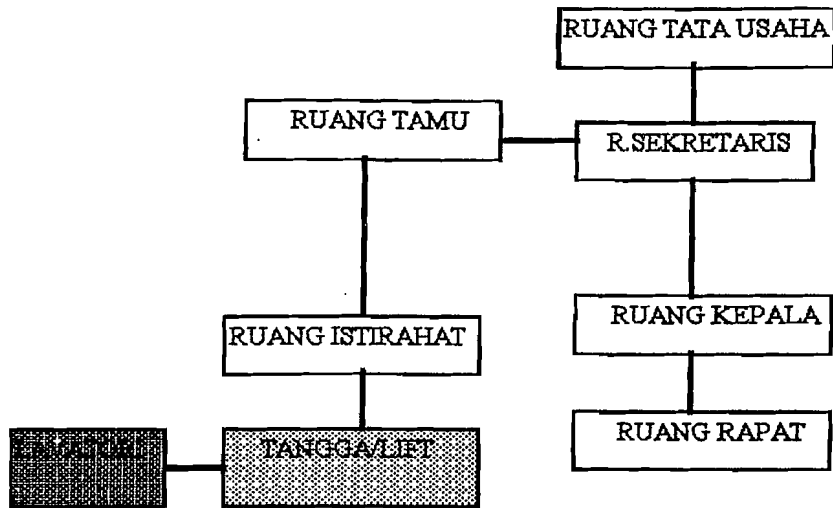 RUANG TATA USAHA
RUANG TAMU
R.SEKRETARIS
RUANG ISTIRAHAT
RUANG KEPALA
TANGGA/LIFT
RUANG RAPAT